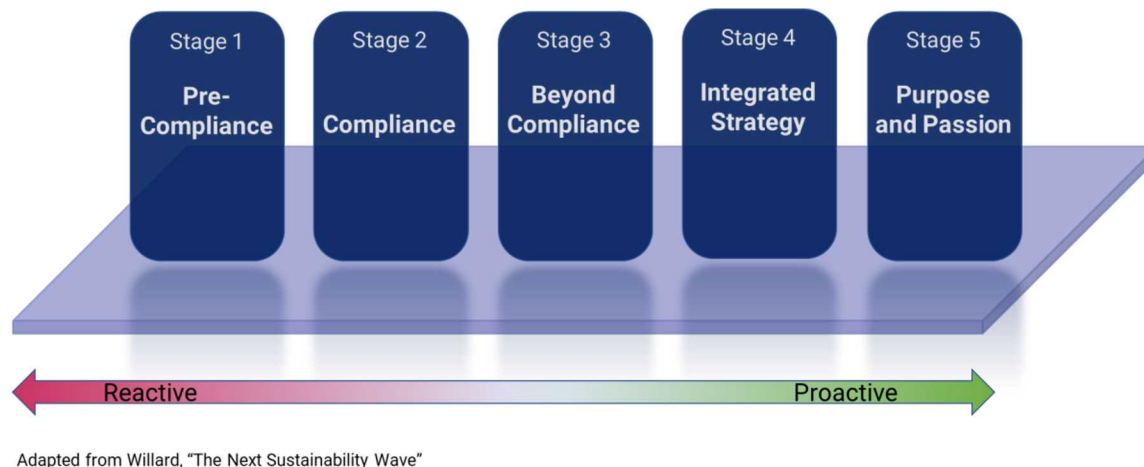 Stage 1
Pre-
Compliance
Stage 2
Compliance
Stage 3
Beyond
Compliance
Stage 4
Integrated
Strategy
Stage 5
Purpose
and Passion
Reactive
Proactive
Adapted from Willard, “The Next Sustainability Wave”